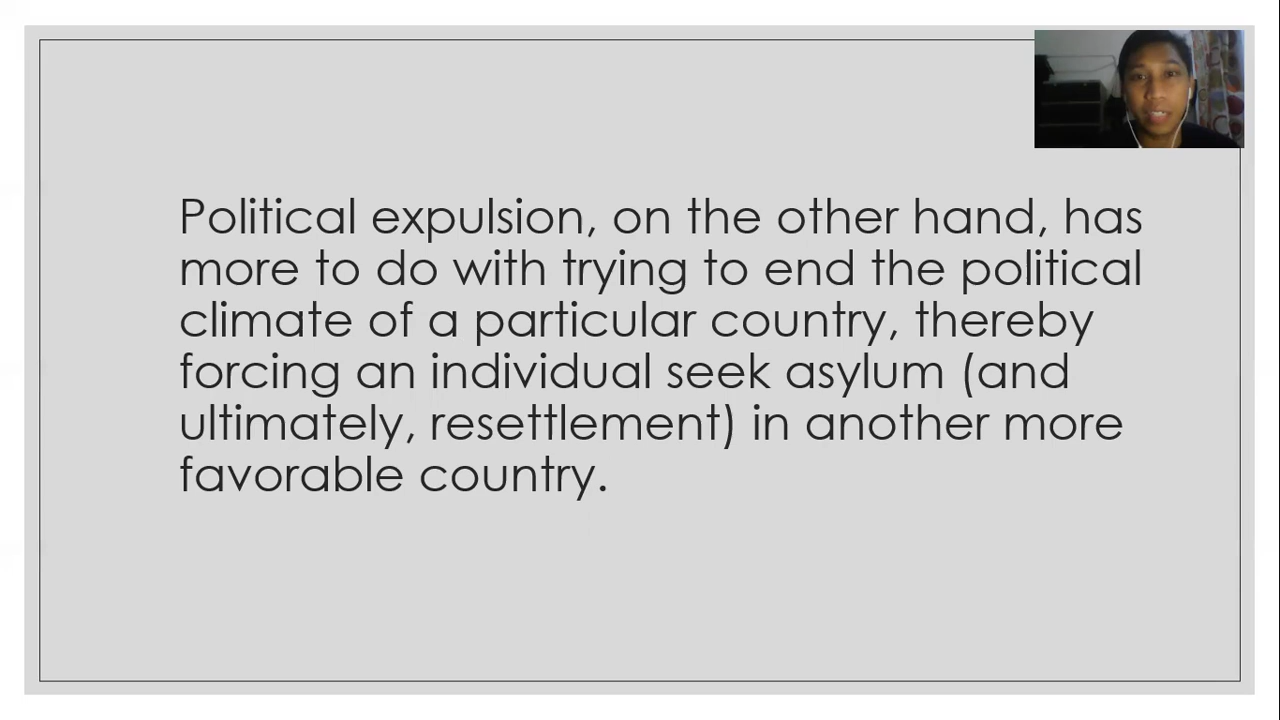 Political expulsion, on the other hand, has
more to do with trying to end the political
climate of a particular country, thereby
forcing an individual seek asylum (and
ultimately, resettlement) in another more
favorable country.